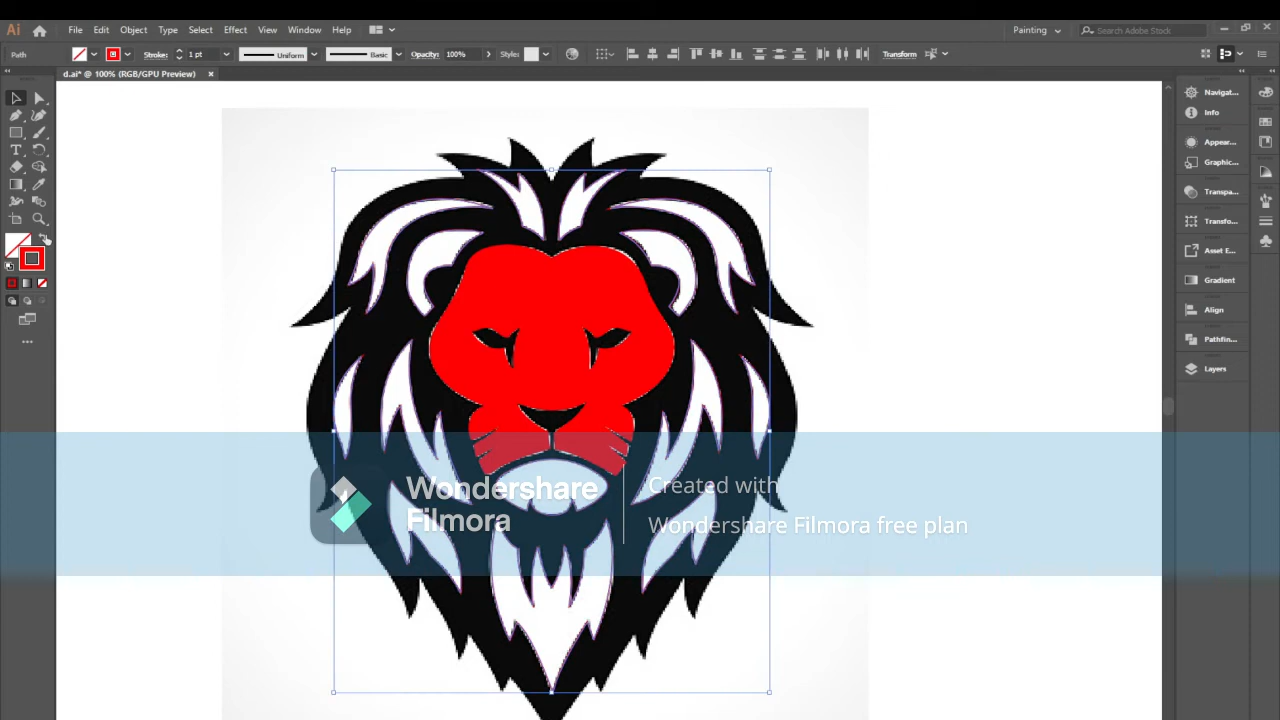 Ai File Edit Object Type Select Effect View Window Help Painting Search Adobe Stock
Path Stroke: 1 pt Uniform Basic Opacity: 100% Style: Transform
d.ai* @ 100% (RGB/GPU Preview)
Navigat...
Info
Appear...
Graphic...
Transpa...
Transfo...
Asset E...
Gradient
Align
Pathfin...
Layers
Wondershare
Filmora
Created with
Wondershare Filmora free plan